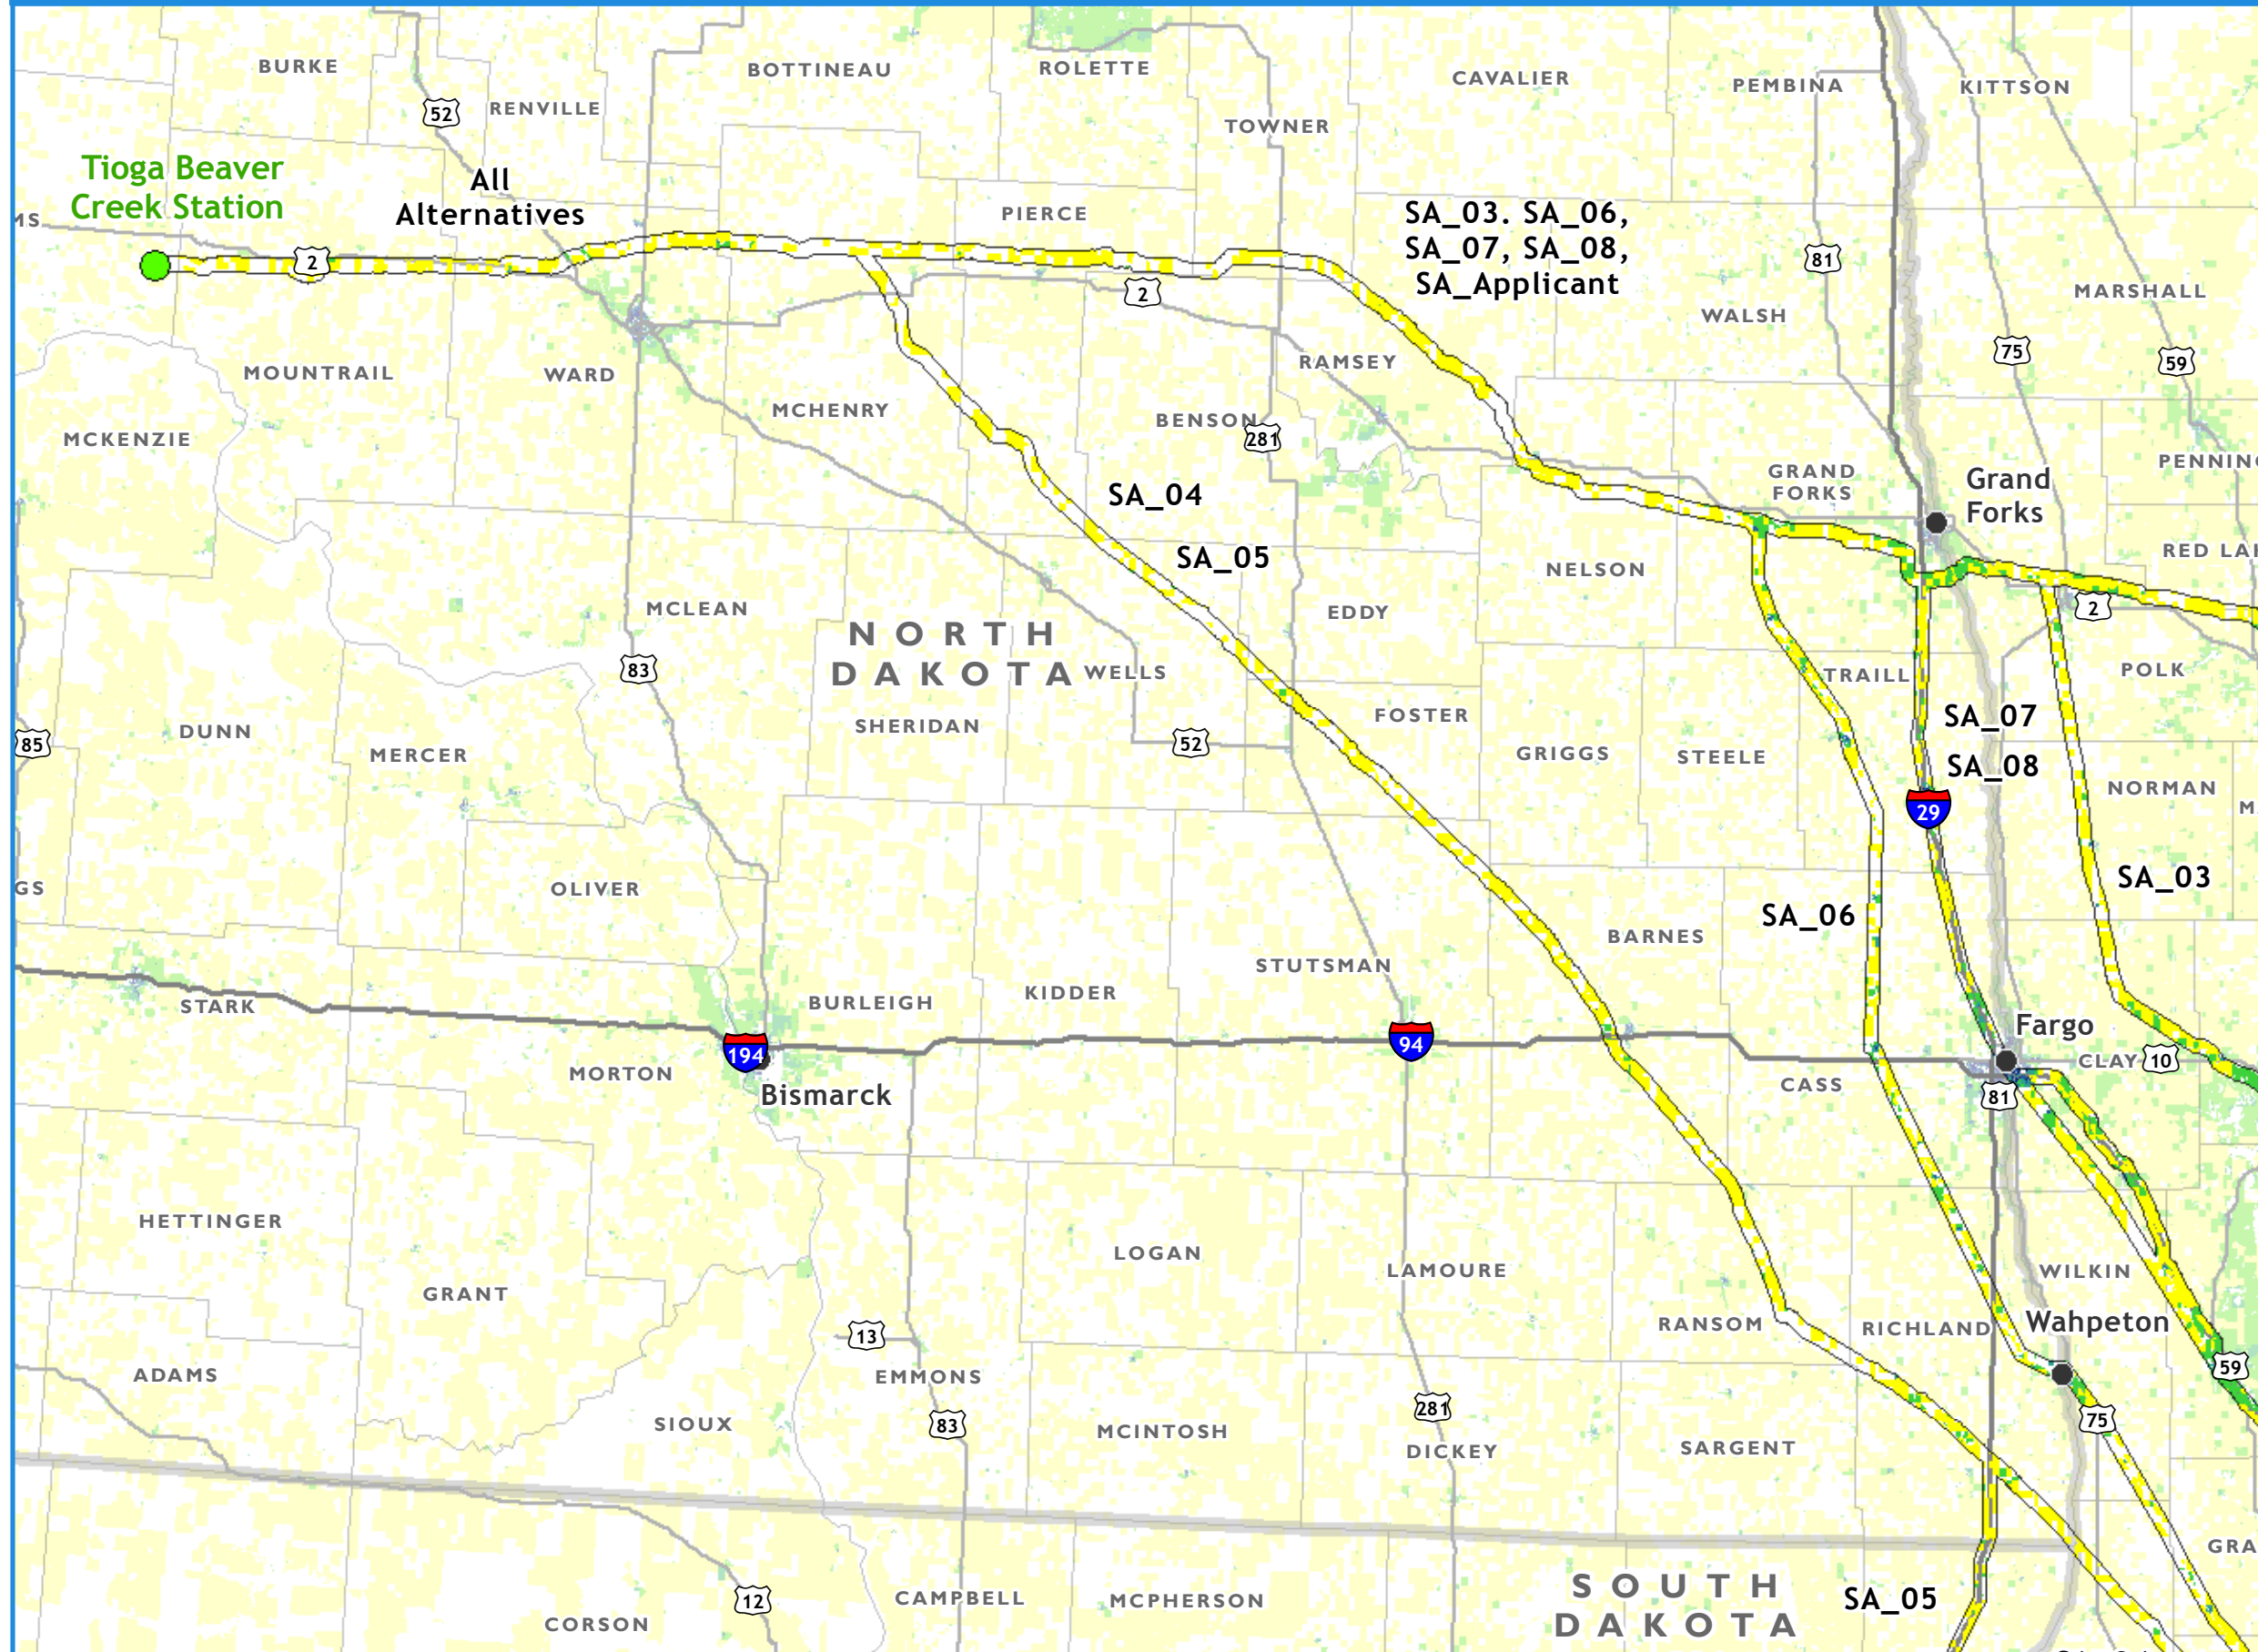 BURKE
BOTTINEAU
ROLETTE
CAVALIER
PEMBINA
KITTSON
52
RENVILLE
TOWNER
Tioga Beaver
Creek Station
All
Alternatives
PIERCE
SA_03. SA_06,
SA_07, SA_08,
SA_Applicant
MS
2
2
81
MARSHALL
WALSH
75
59
MOUNTRAIL
WARD
RAMSEY
MCHENRY
BENSON
281
MCKENZIE
PENNING
GRAND
FORKS
Grand
Forks
SA_04
SA_05
RED LA
NELSON
MCLEAN
EDDY
2
NORTH
DAKOTA
WELLS
83
TRAILL
POLK
SA_07
DUNN
SHERIDAN
FOSTER
85
MERCER
52
GRIGGS
STEELE
SA_08
NORMAN
M
29
GS
OLIVER
SA_03
SA_06
BARNES
STUTSMAN
STARK
BURLEIGH
KIDDER
Fargo
194
94
CLAY
10
MORTON
Bismarck
CASS
81
HETTINGER
LOGAN
LAMOURE
WILKIN
GRANT
RANSOM
RICHLAND
Wahpeton
13
59
ADAMS
EMMONS
SIOUX
83
MCINTOSH
281
DICKEY
SARGENT
75
GRA
SOUTH
DAKOTA
SA_05
12
CORSON
CAMPBELL
MCPHERSON